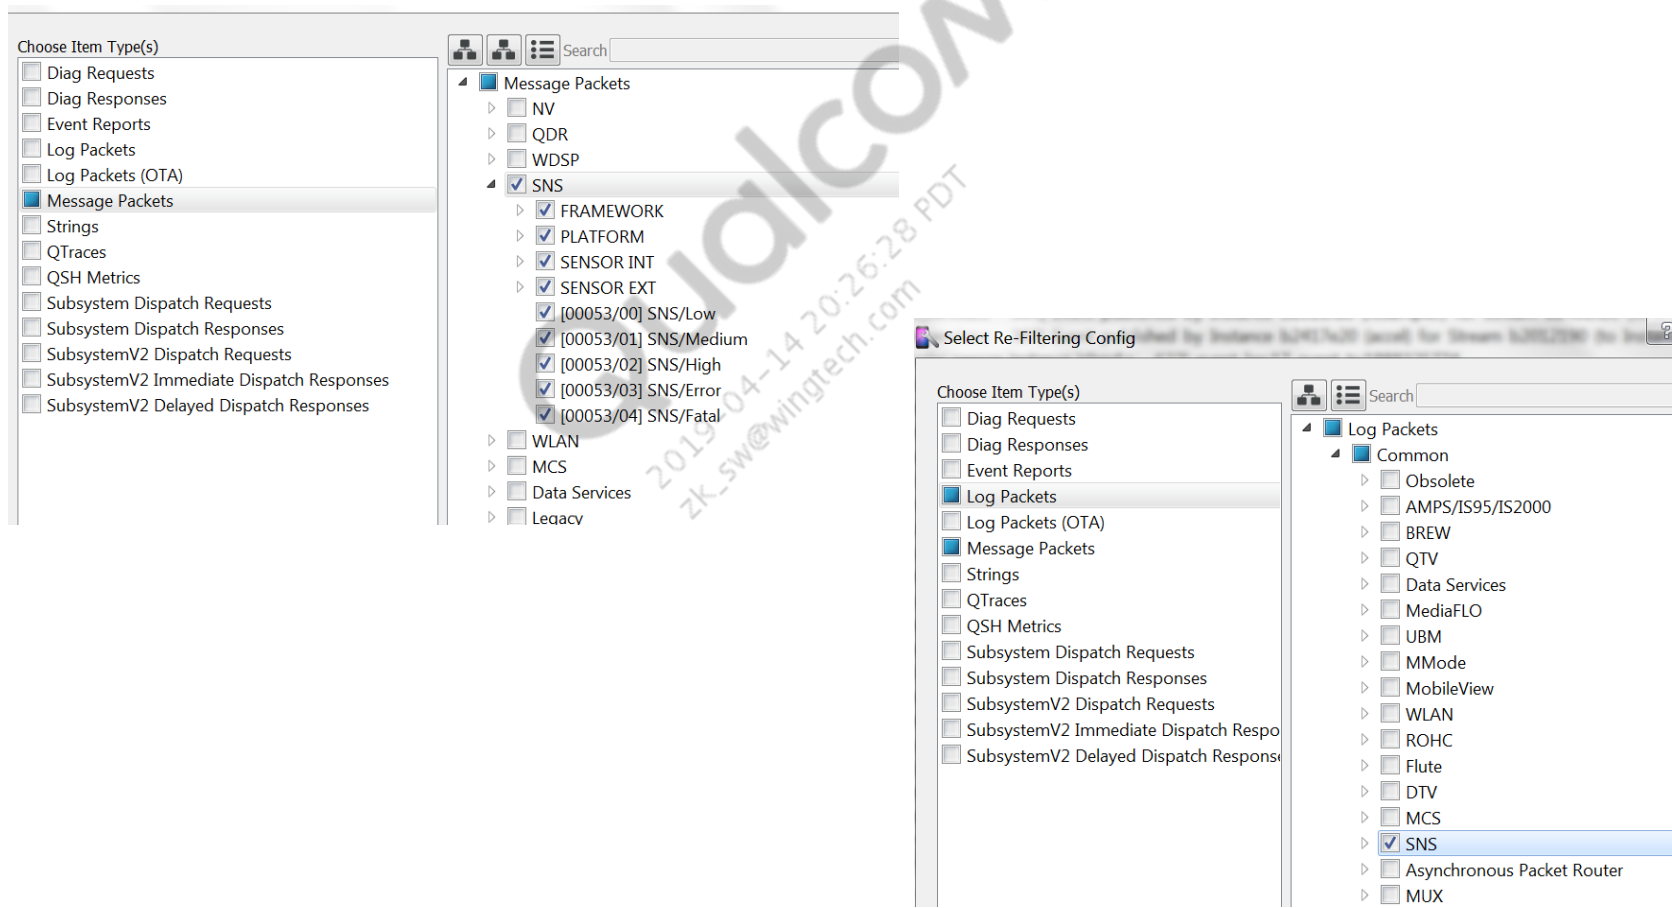 Choose Item Type(s)
Diag Requests
Diag Responses
Event Reports
Log Packets
Log Packets (OTA)
Message Packets
Strings
QTraces
QSH Metrics
Subsystem Dispatch Requests
Subsystem Dispatch Responses
SubsystemV2 Dispatch Requests
SubsystemV2 Immediate Dispatch Responses
SubsystemV2 Delayed Dispatch Responses
Search
Message Packets
NV
QDR
WDSP
SNS
FRAMEWORK
PLATFORM
SENSOR INT
SENSOR EXT
[00053/00] SNS/Low
[00053/01] SNS/Medium
[00053/02] SNS/High
[00053/03] SNS/Error
[00053/04] SNS/Fatal
WLAN
MCS
Data Services
Legacy
Qualcon
2019-04-14 20:26:28 PDT
zk_sw@wingtech.com
Select Re-Filtering Config
Choose Item Type(s)
Diag Requests
Diag Responses
Event Reports
Log Packets
Log Packets (OTA)
Message Packets
Strings
QTraces
QSH Metrics
Subsystem Dispatch Requests
Subsystem Dispatch Responses
SubsystemV2 Dispatch Requests
SubsystemV2 Immediate Dispatch Respo
SubsystemV2 Delayed Dispatch Response
Search
Log Packets
Common
Obsolete
AMPS/IS95/IS2000
BREW
QTV
Data Services
MediaFLO
UBM
MMode
MobileView
WLAN
ROHC
Flute
DTV
MCS
SNS
Asynchronous Packet Router
MUX